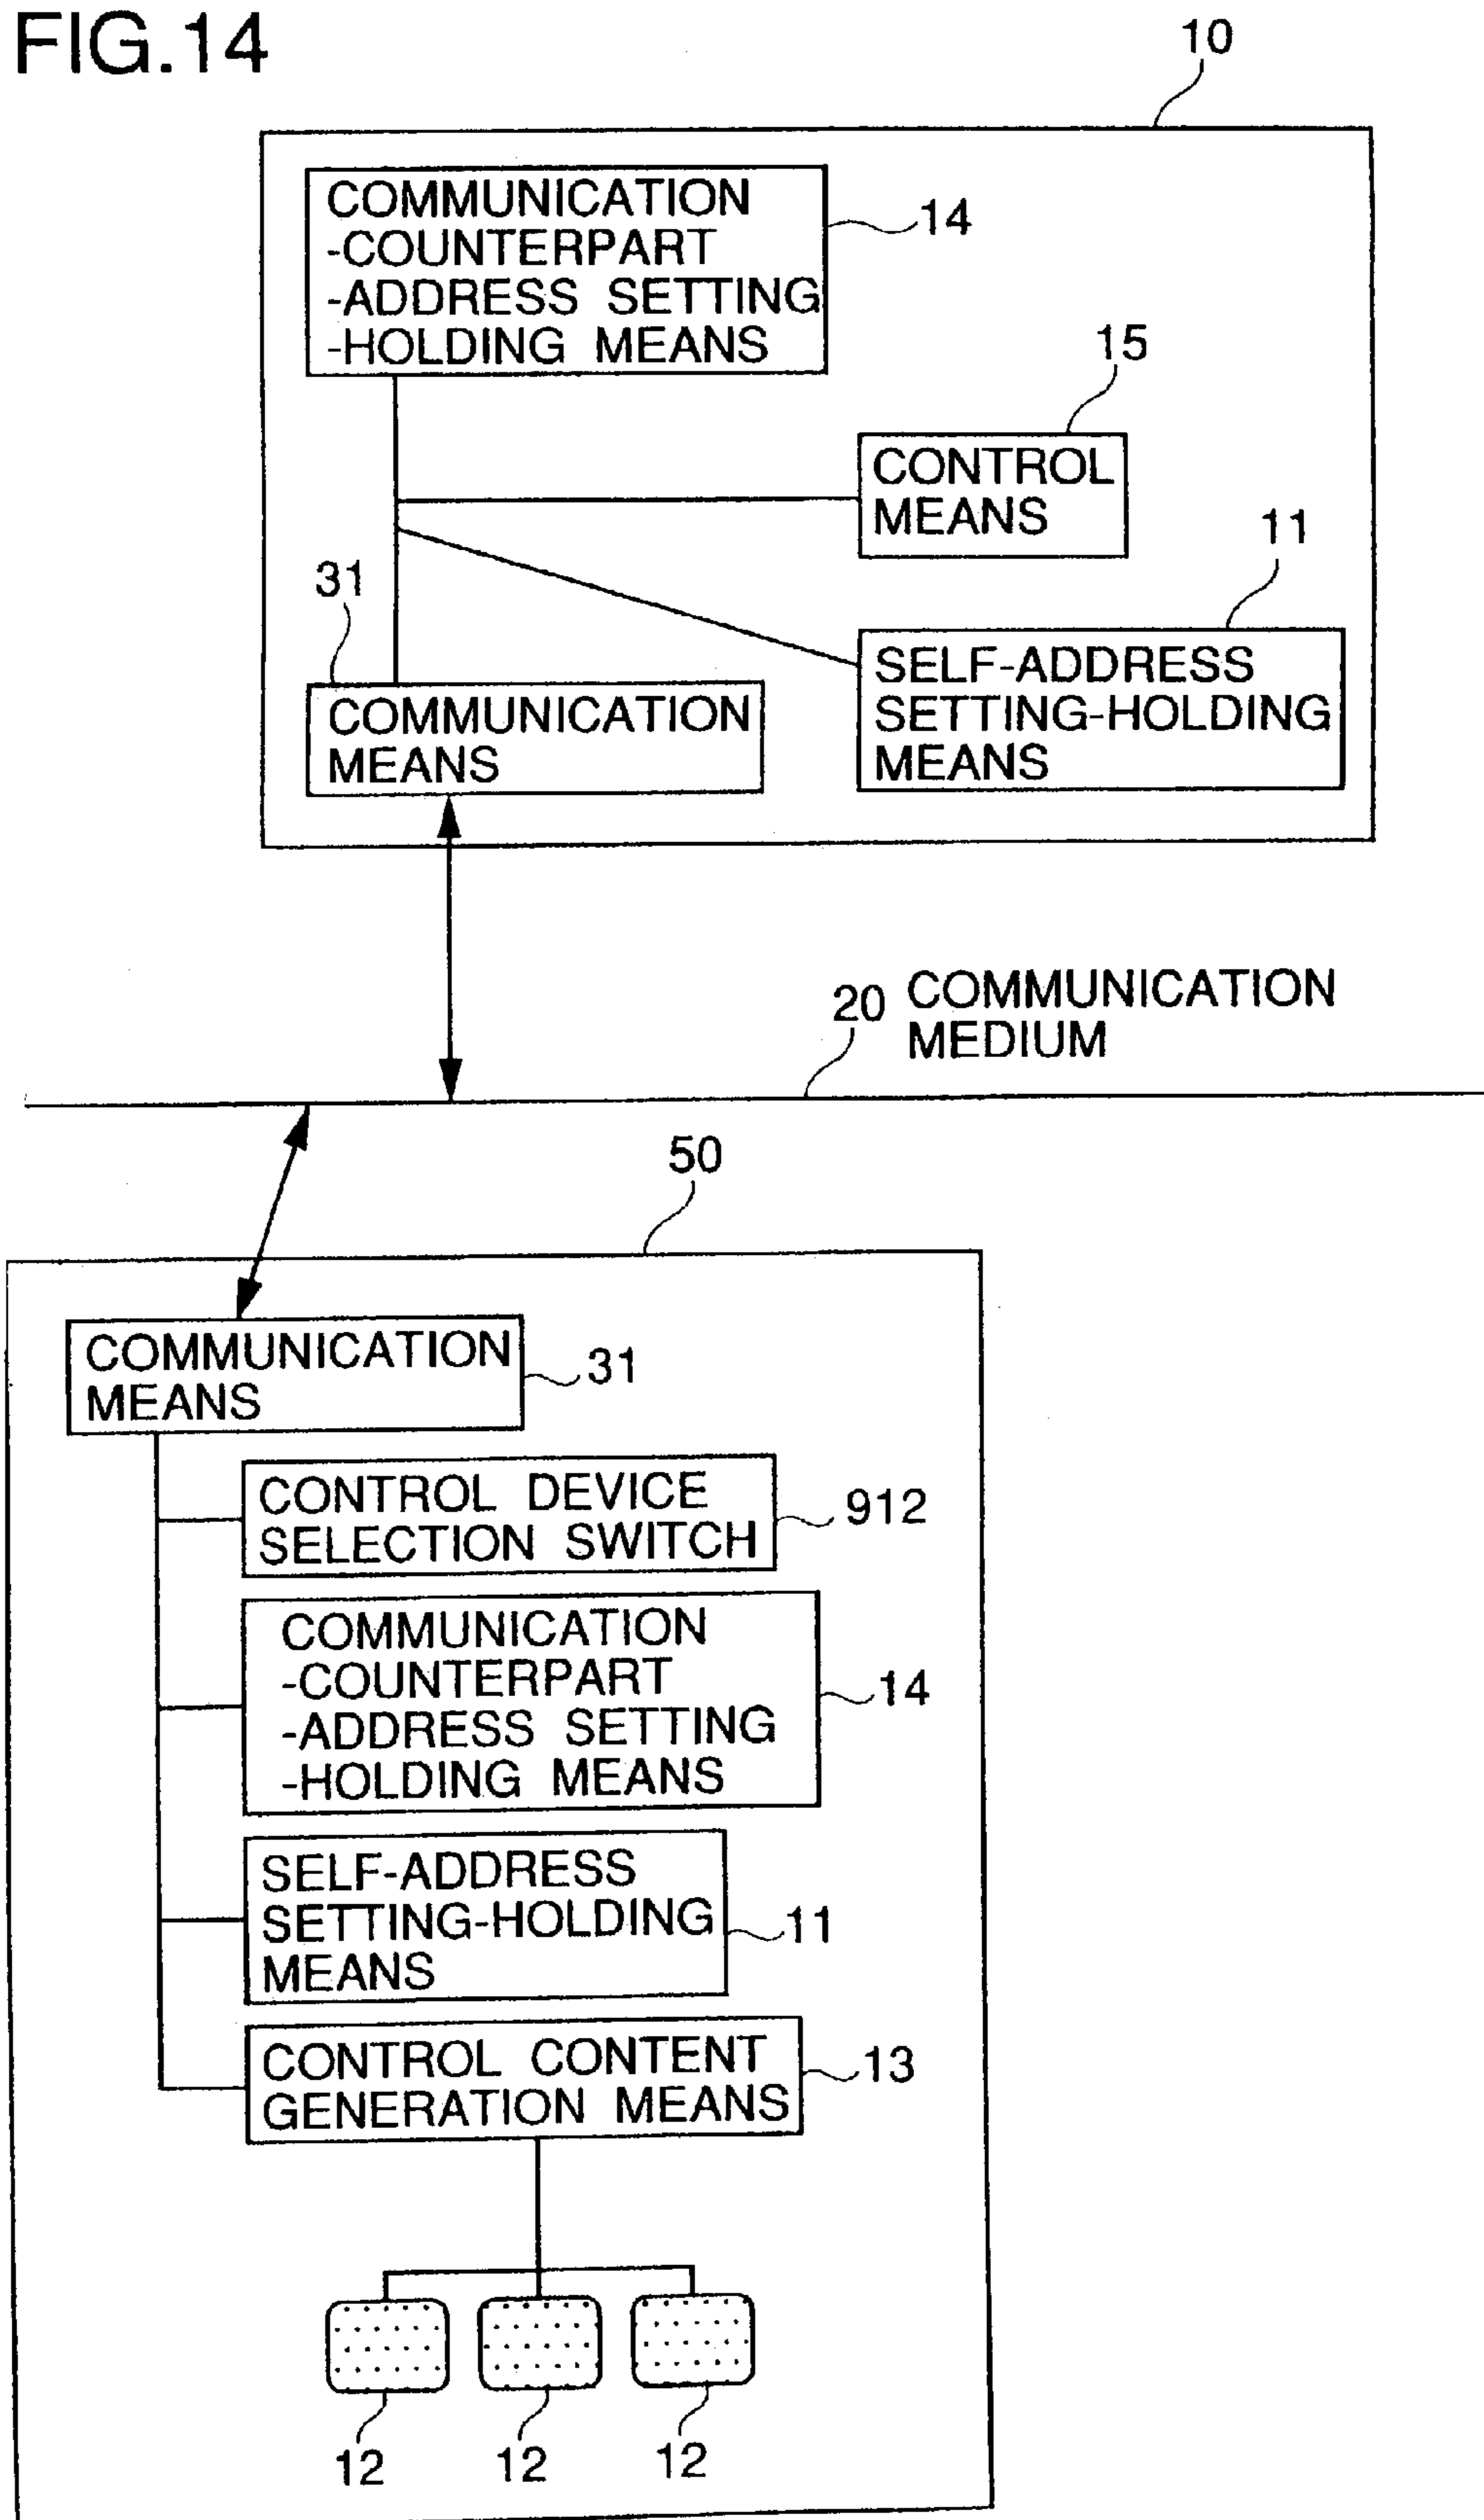 FIG.14
10
COMMUNICATION
-COUNTERPART
-ADDRESS SETTING
-HOLDING MEANS
14
15
CONTROL
MEANS
11
31
SELF-ADDRESS
SETTING-HOLDING
MEANS
COMMUNICATION
MEANS
20 COMMUNICATION
MEDIUM
50
COMMUNICATION
MEANS
31
CONTROL DEVICE
SELECTION SWITCH
912
COMMUNICATION
-COUNTERPART
-ADDRESS SETTING
-HOLDING MEANS
14
SELF-ADDRESS
SETTING-HOLDING
MEANS
11
CONTROL CONTENT
GENERATION MEANS
13
12 12 12